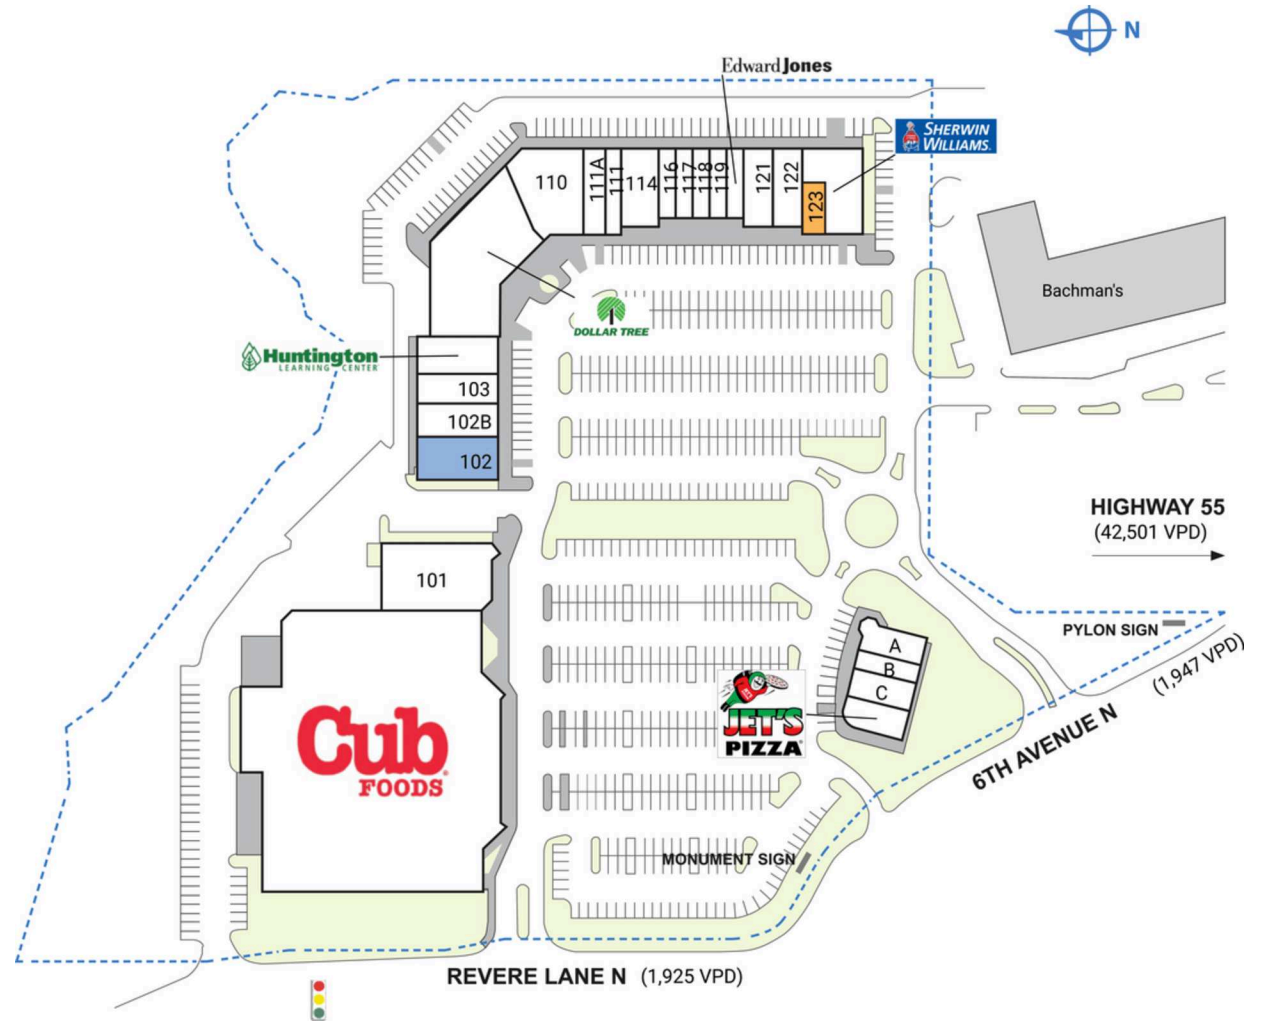 N
Edward Jones
SHERWIN
WILLIAMS.
110
111A
111
114
116
117
118
119
121
122
123
Bachman's
DOLLAR TREE
Huntington
LEARNING CENTER
103
102B
102
HIGHWAY 55
(42,501 VPD)
101
PYLON SIGN
(1,947 VPD)
A
B
C
JET'S
PIZZA
6TH AVENUE N
Cub
FOODS
MONUMENT SIGN
REVERE LANE N (1,925 VPD)